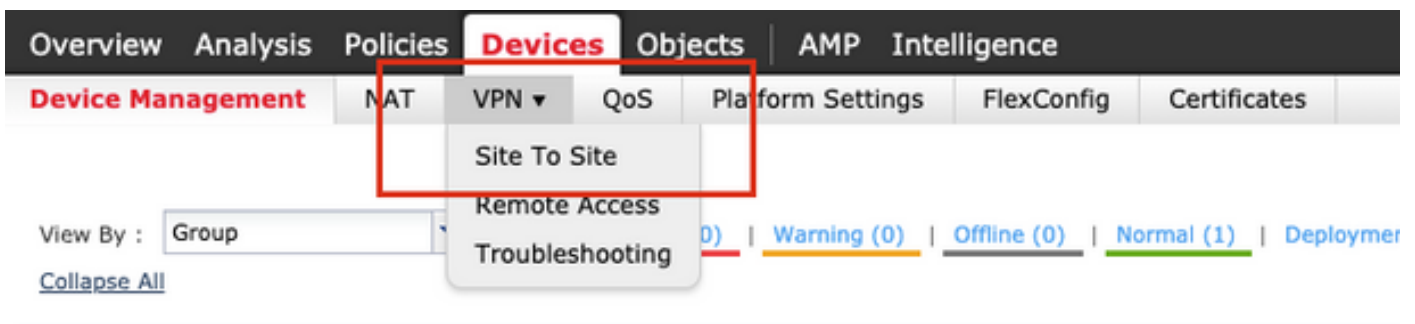 Overview Analysis Policies Devices Objects AMP Intelligence
Device Management NAT VPN ▾ QoS Platform Settings FlexConfig Certificates
Site To Site
Remote Access
View By : Group 0) | Warning (0) | Offline (0) | Normal (1) |
Troubleshooting
Collapse All